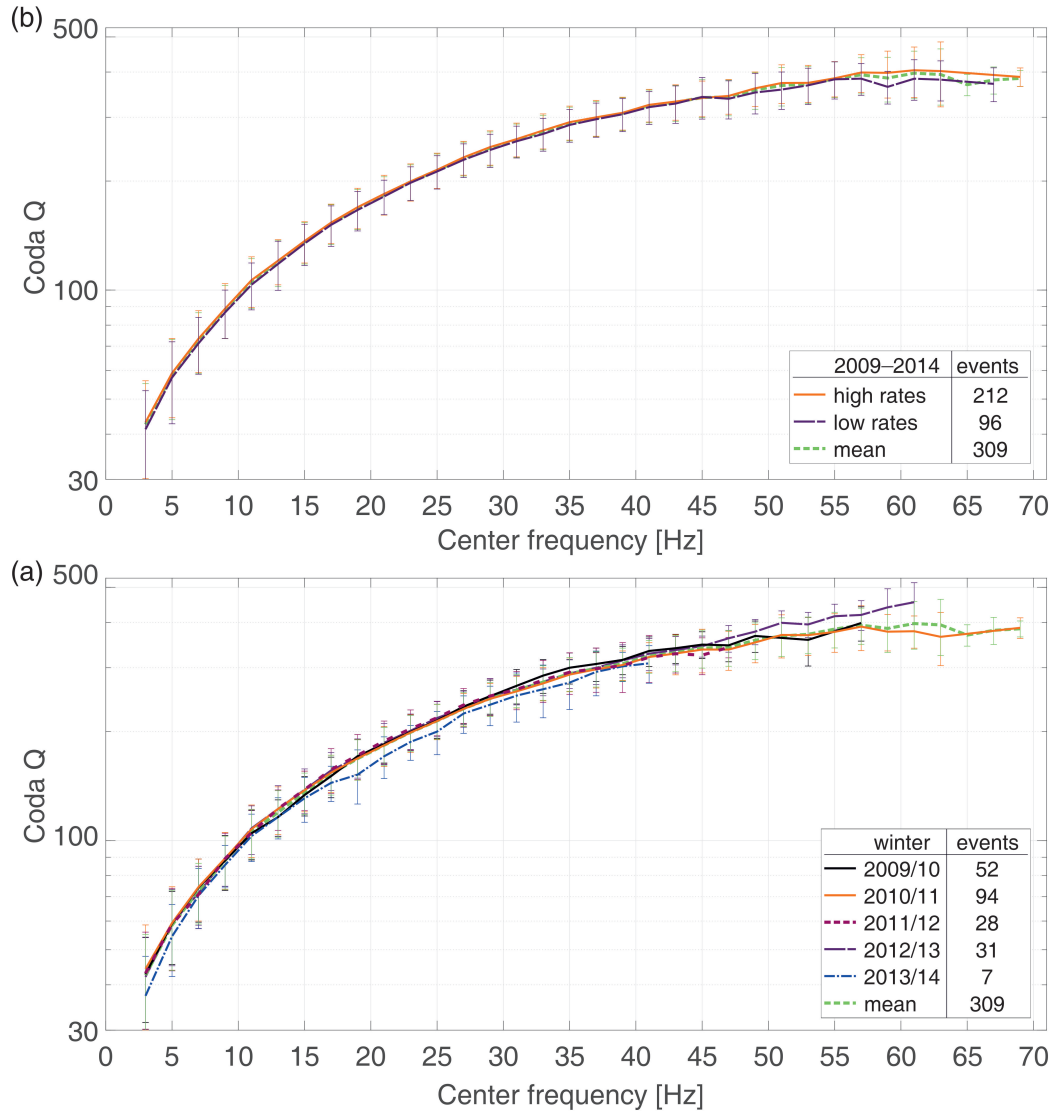 (b)
500
100
30
Coda Q
0 5 10 15 20 25 30 35 40 45 50 55 60 65 70
Center frequency [Hz]
2009–2014 events
high rates 212
low rates 96
mean 309
(a)
500
100
30
Coda Q
0 5 10 15 20 25 30 35 40 45 50 55 60 65 70
Center frequency [Hz]
winter events
2009/10 52
2010/11 94
2011/12 28
2012/13 31
2013/14 7
mean 309